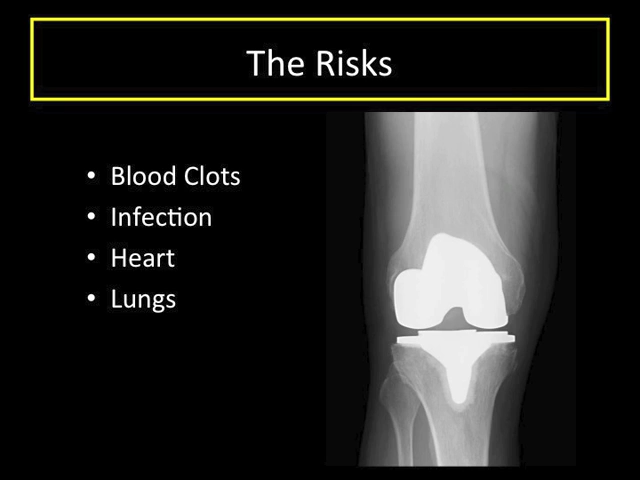 The Risks
• Blood Clots
• Infection
• Heart
• Lungs